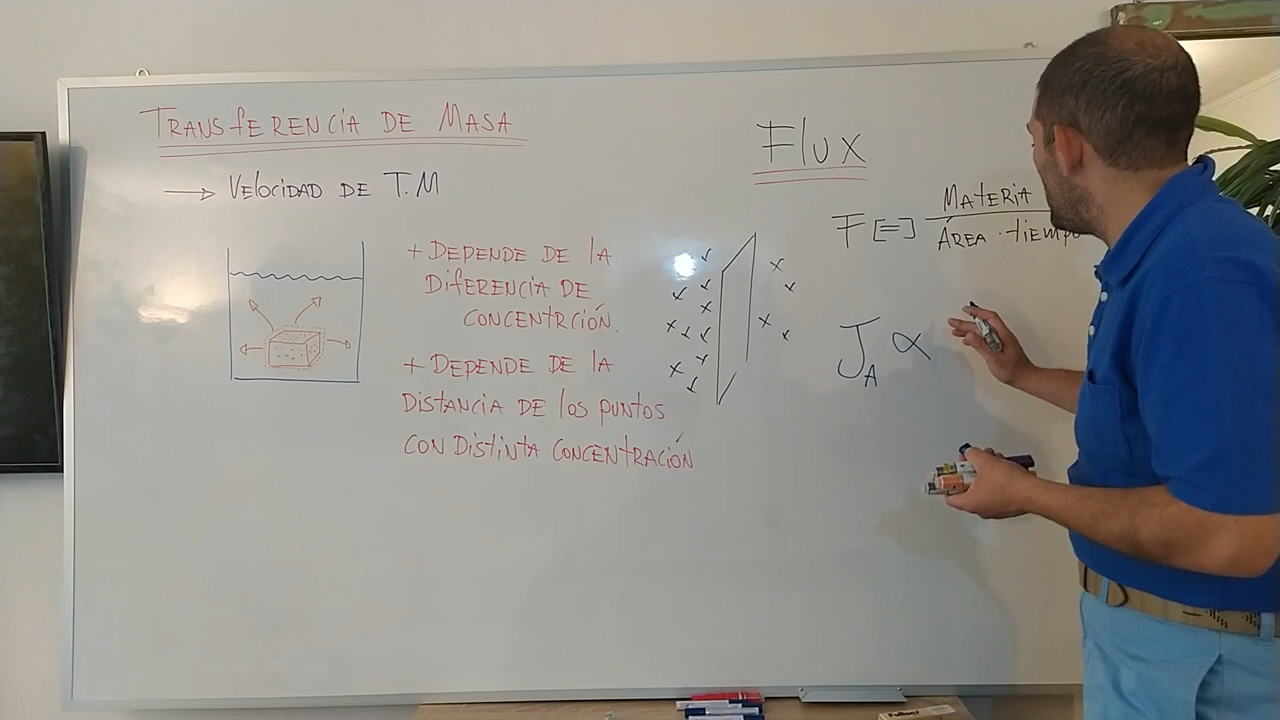 TRANSFERENCIA DE MASA
→ VELOCIDAD DE T.M
+ DEPENDE DE LA
DIFERENCIA DE
CONCENTRCIÓN.
+ DEPENDE DE LA
DISTANCIA DE LOS PUNTOS
CON DISTINTA CONCENTRACIÓN
Flux
F [=] MATERIA / ÁREA · tiempo
J_A ∝